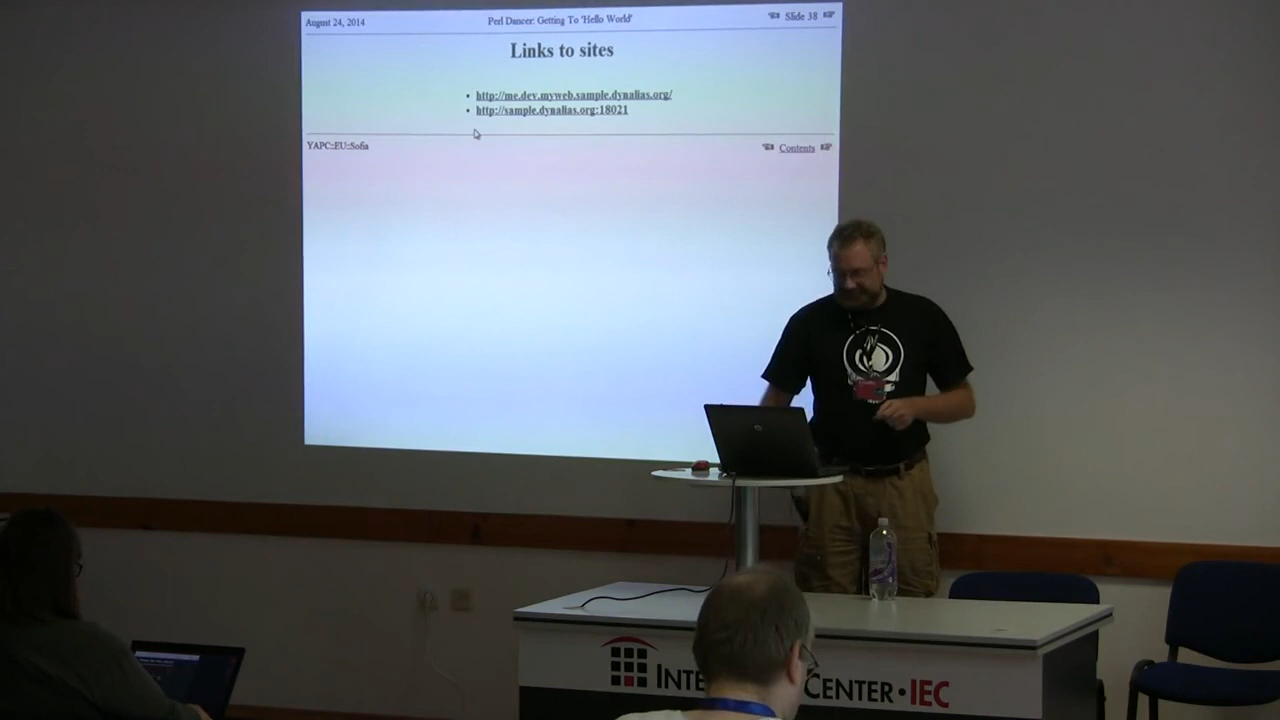 August 24, 2014
Perl Dancer: Getting To 'Hello World'
Slide 38
Links to sites
• http://me.dev.myweb.sample.dynalias.org/
• http://sample.dynalias.org:18021
YAPC::EU::Sofia
Contents
INTE CENTER•IEC